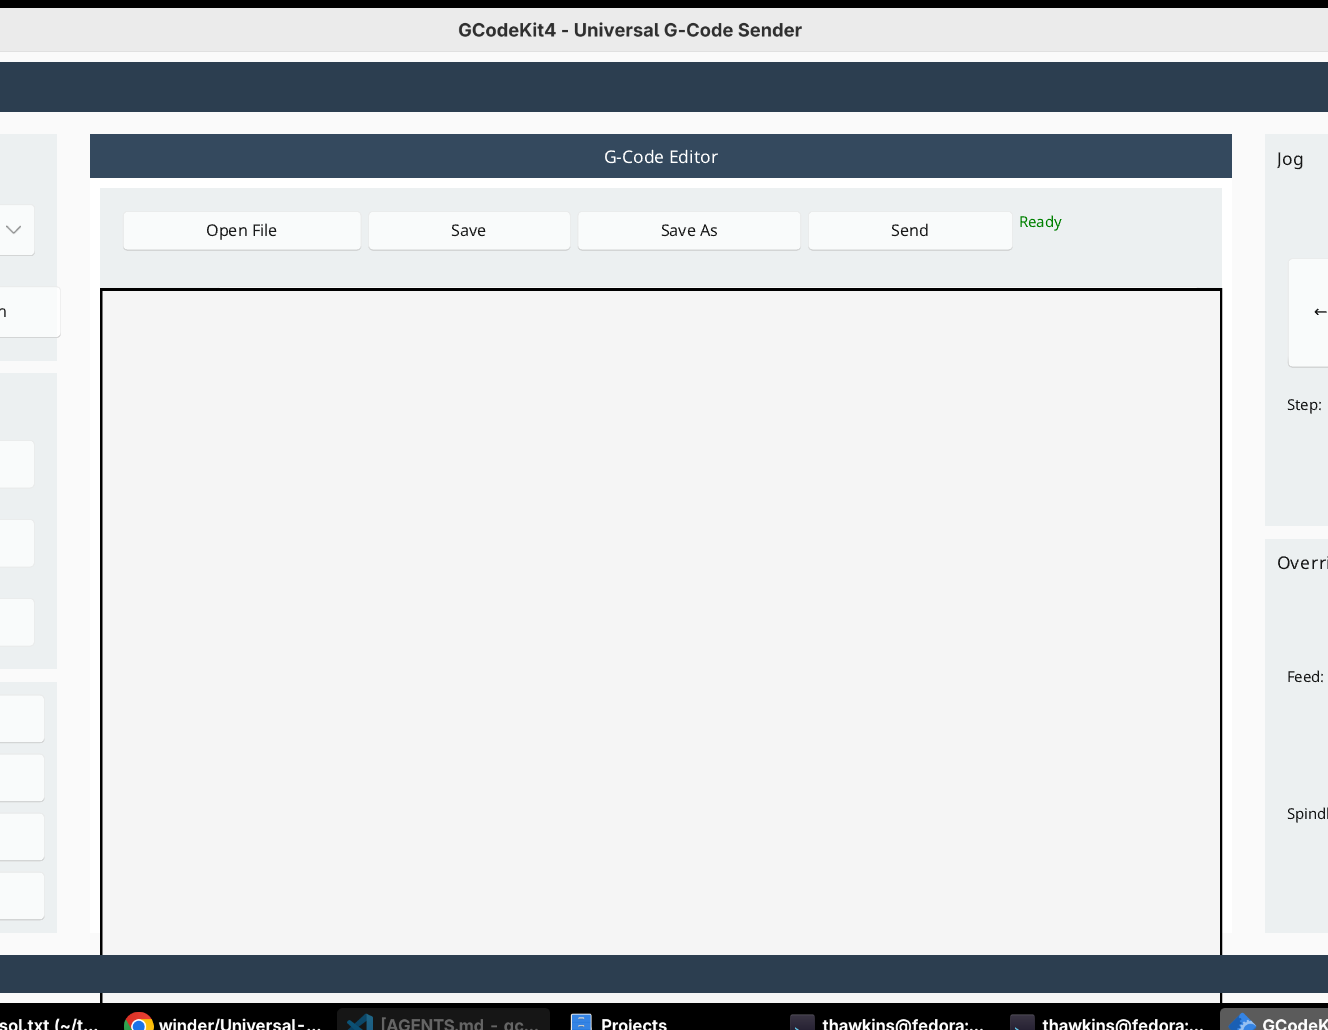 GCodeKit4 - Universal G-Code Sender
G-Code Editor
Jog
Open File
Save
Save As
Send
Ready
n
←
Step:
Overri
Feed:
Spindl
sol.txt (~/t...
winder/Universal-...
[AGENTS.md - gc...
Projects
thawkins@fedora:...
thawkins@fedora:...
GCodeK